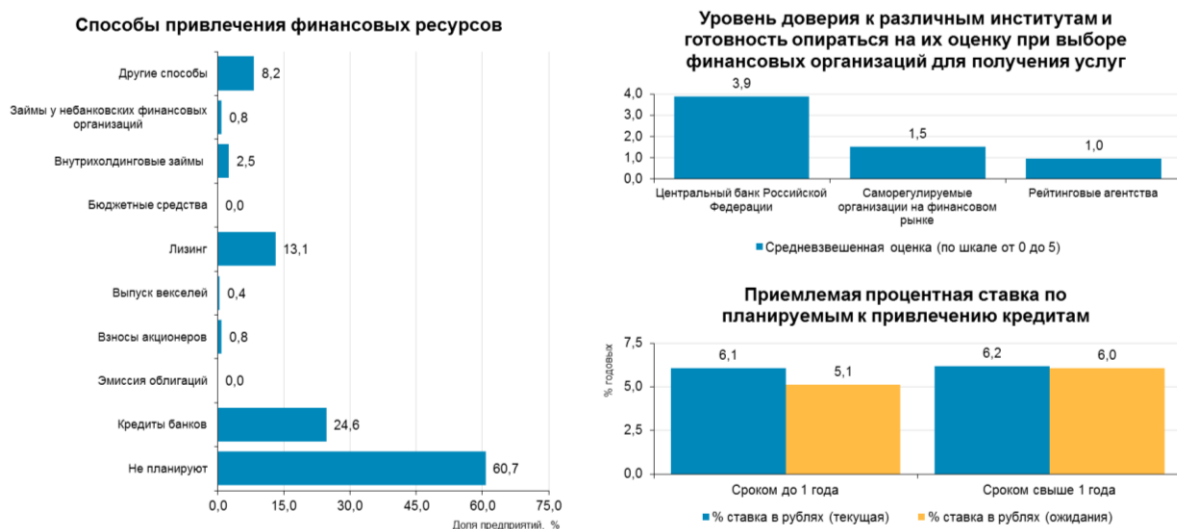 Способы привлечения финансовых ресурсов
Другие способы
8,2
Займы у небанковских финансовых
организаций
0,8
Внутрихолдинговые займы
2,5
Бюджетные средства
0,0
Лизинг
13,1
Выпуск векселей
0,4
Взносы акционеров
0,8
Эмиссия облигаций
0,0
Кредиты банков
24,6
Не планируют
60,7
0,0 15,0 30,0 45,0 60,0 75,0
Доля предприятий, %
Уровень доверия к различным институтам и
готовность опираться на их оценку при выборе
финансовых организаций для получения услуг
4,0
3,0
2,0
1,0
0,0
3,9
1,5
1,0
Центральный банк Российской
Федерации
Саморегулируемые
организации на финансовом
рынке
Рейтинговые агентства
Средневзвешенная оценка (по шкале от 0 до 5)
Приемлемая процентная ставка по
планируемым к привлечению кредитам
% годовых
7,5
5,0
2,5
0,0
6,1
5,1
6,2
6,0
Сроком до 1 года
Сроком свыше 1 года
% ставка в рублях (текущая)
% ставка в рублях (ожидания)